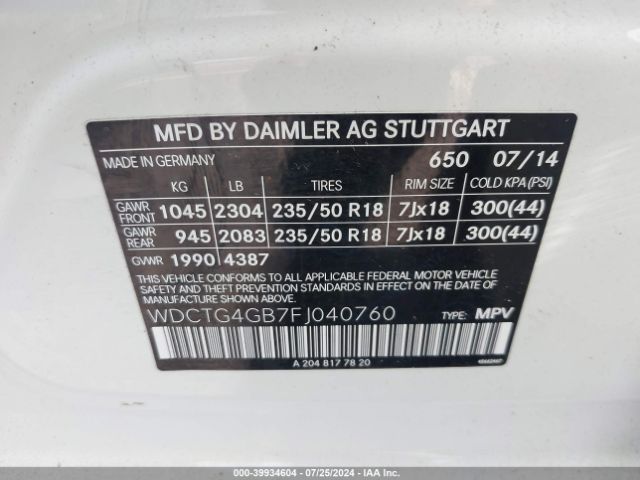 MFD BY DAIMLER AG STUTTGART
MADE IN GERMANY 650 07/14
KG LB TIRES RIM SIZE COLD KPA(PSI)
GAWR FRONT 1045 2304 235/50 R18 7Jx18 300(44)
GAWR REAR 945 2083 235/50 R18 7Jx18 300(44)
GVWR 1990 4387
THIS VEHICLE CONFORMS TO ALL APPLICABLE FEDERAL MOTOR VEHICLE
SAFETY AND THEFT PREVENTION STANDARDS IN EFFECT ON THE DATE OF
MANUFACTURE SHOWN ABOVE.
WDCTG4GB7FJ040760 TYPE: MPV
A 204 817 78 20
000-39934604 | 07/25/2024 | IAA Inc.